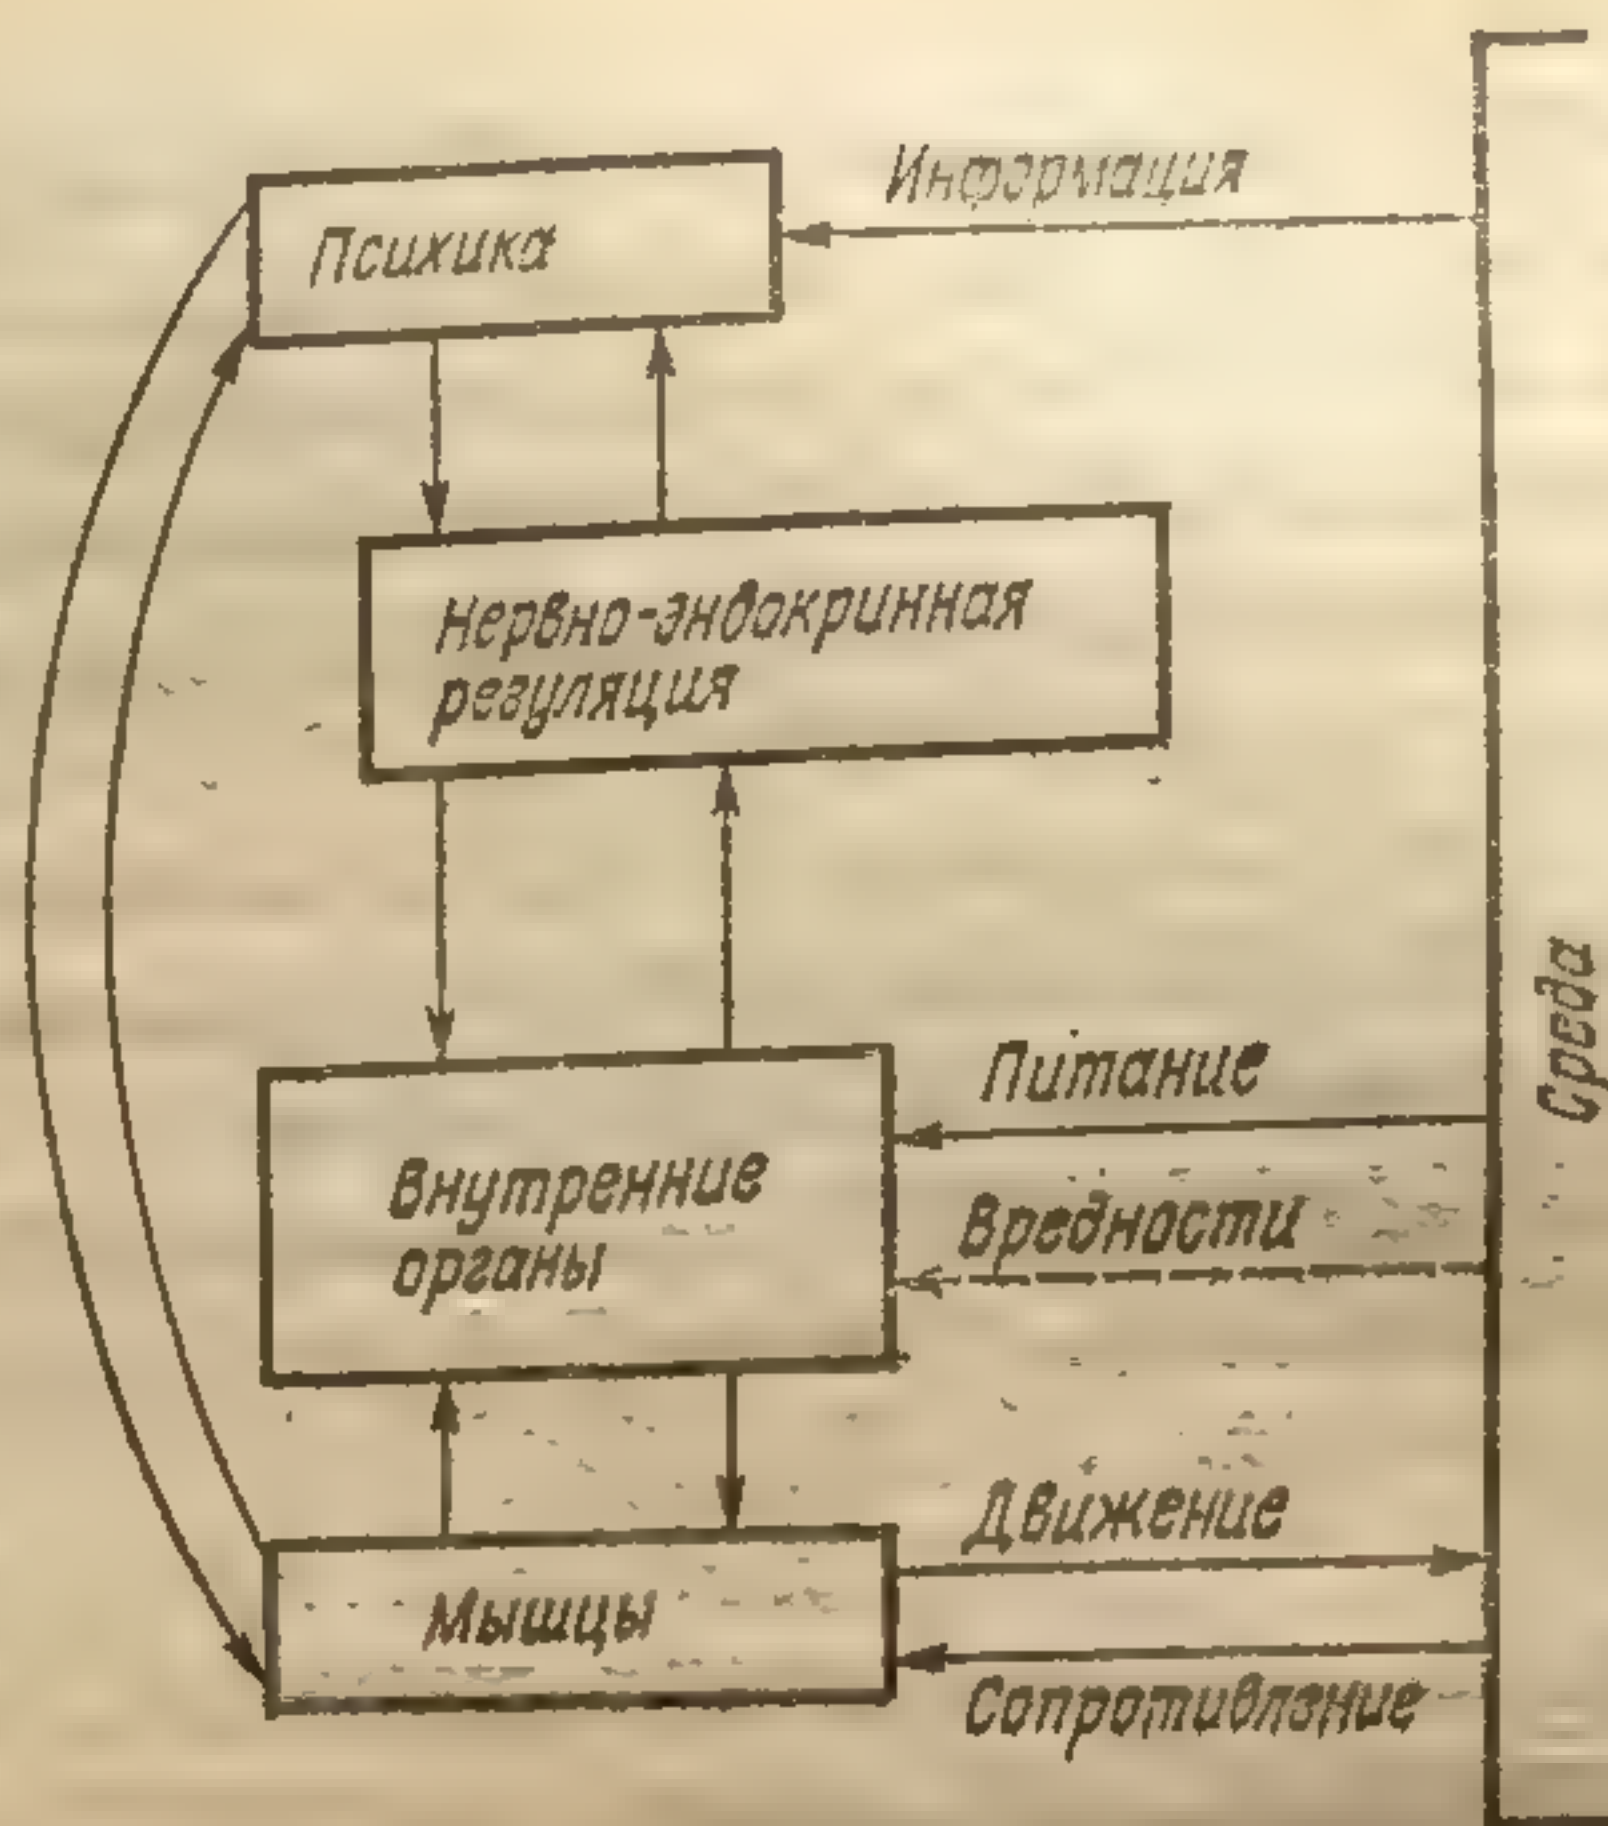 Информация
Психика
Нервно-эндокринная
регуляция
Среда
Питание
Внутренние
органы
Вредности
Движение
Мышцы
Сопротивление